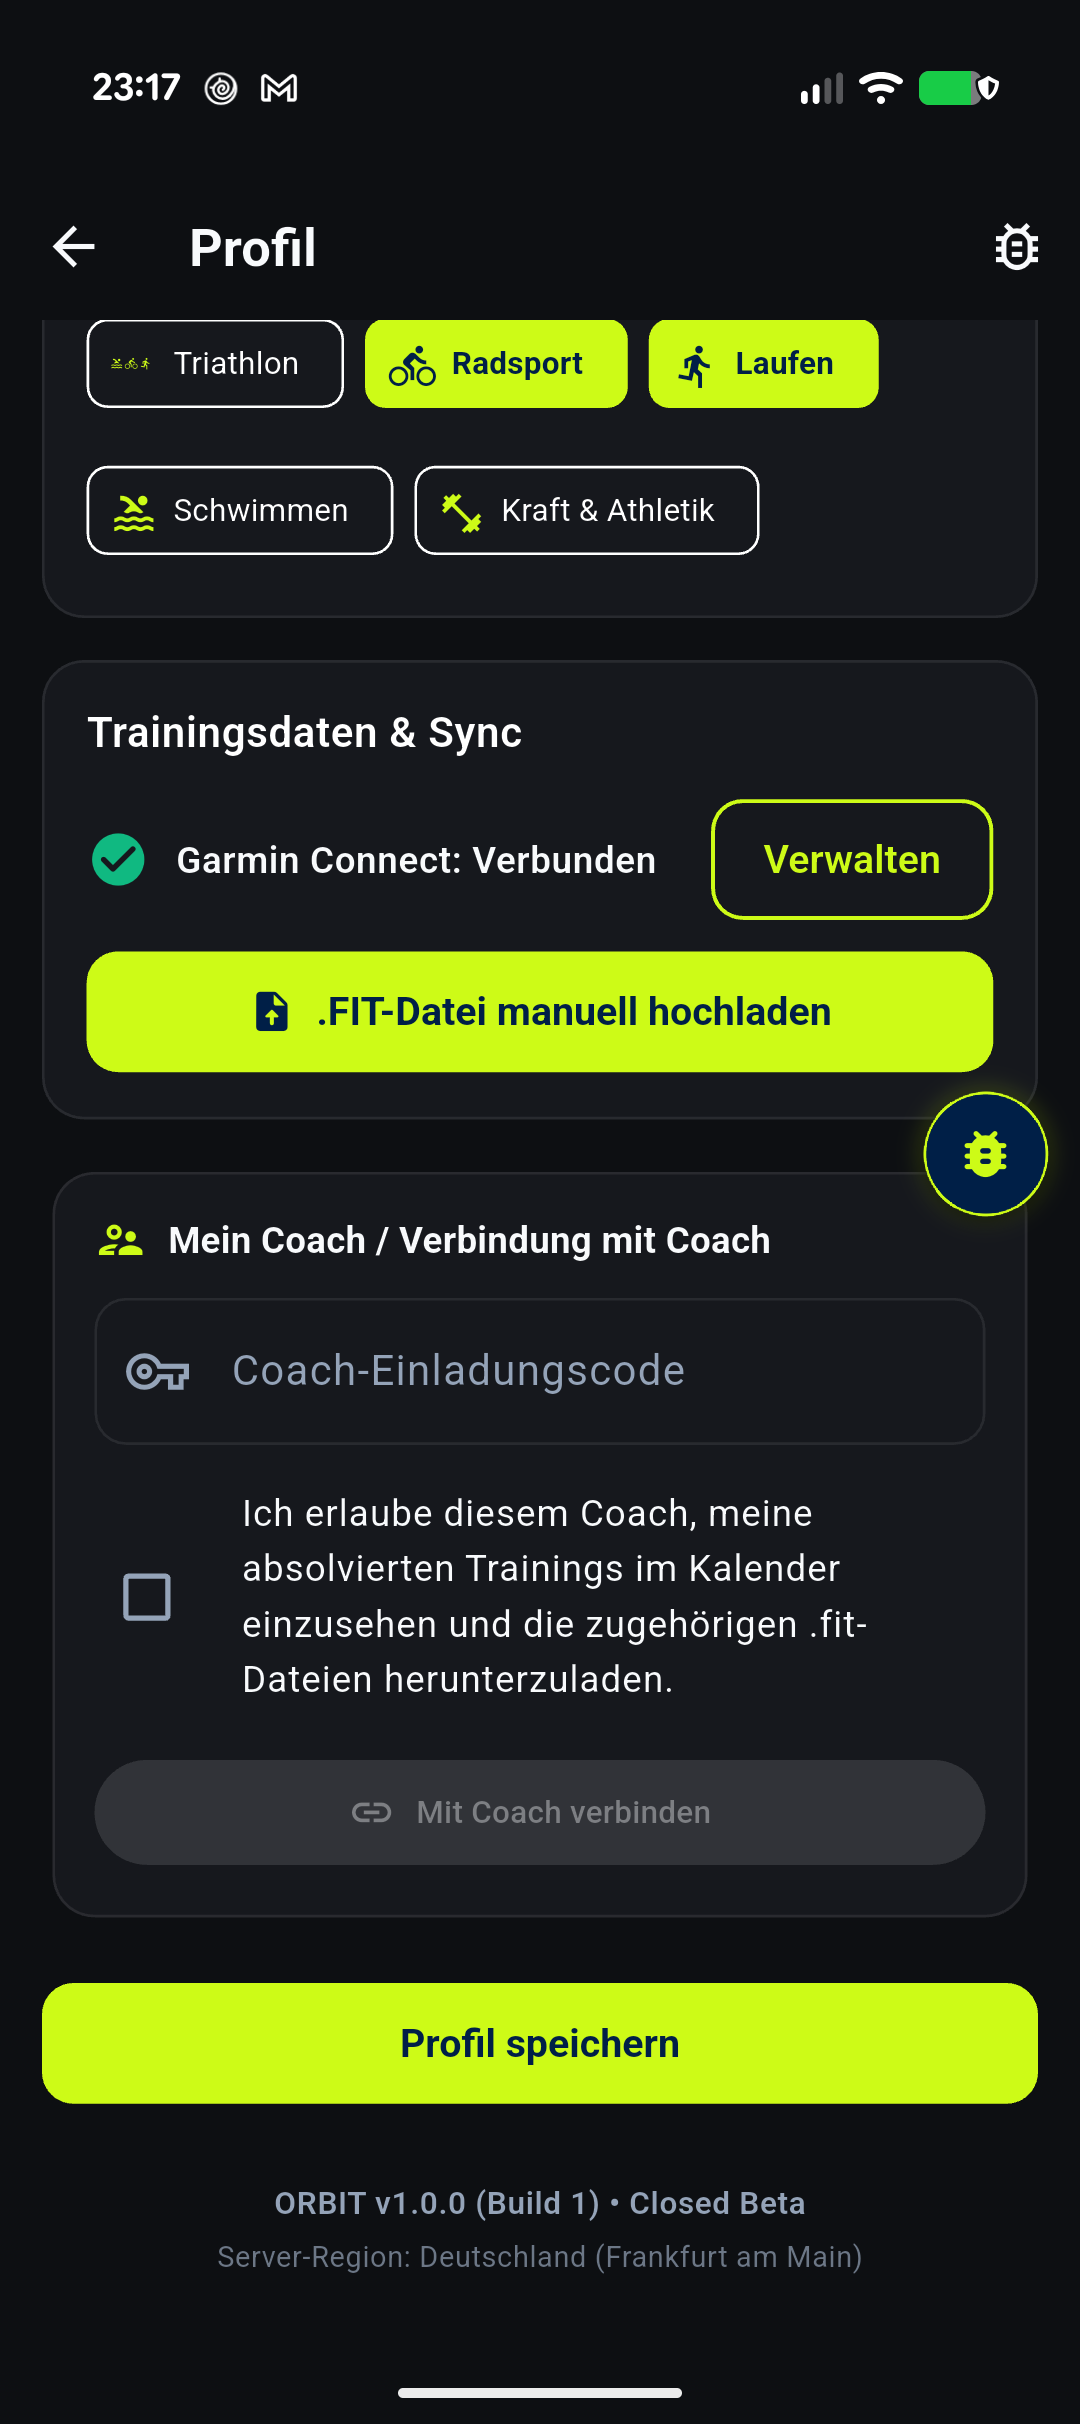 23:17
Profil
Triathlon
Radsport
Laufen
Schwimmen
Kraft & Athletik
Trainingsdaten & Sync
Garmin Connect: Verbunden
Verwalten
.FIT-Datei manuell hochladen
Mein Coach / Verbindung mit Coach
Coach-Einladungscode
Ich erlaube diesem Coach, meine
absolvierten Trainings im Kalender
einzusehen und die zugehörigen .fit-
Dateien herunterzuladen.
Mit Coach verbinden
Profil speichern
ORBIT v1.0.0 (Build 1) • Closed Beta
Server-Region: Deutschland (Frankfurt am Main)